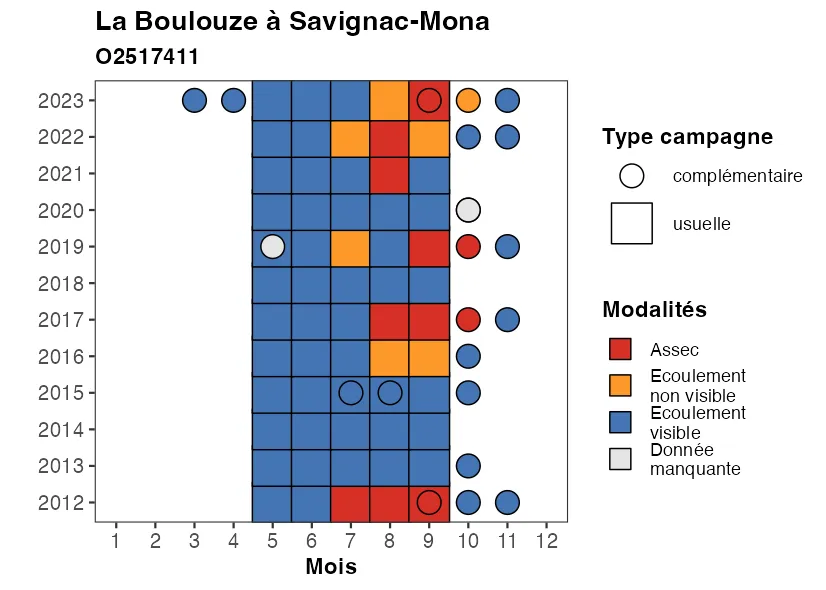 La Boulouze à Savignac-Mona
O2517411
2023
2022
2021
2020
2019
2018
2017
2016
2015
2014
2013
2012
1 2 3 4 5 6 7 8 9 10 11 12
Mois
Type campagne
complémentaire
usuelle
Modalités
Assec
Ecoulement
non visible
Ecoulement
visible
Donnée
manquante